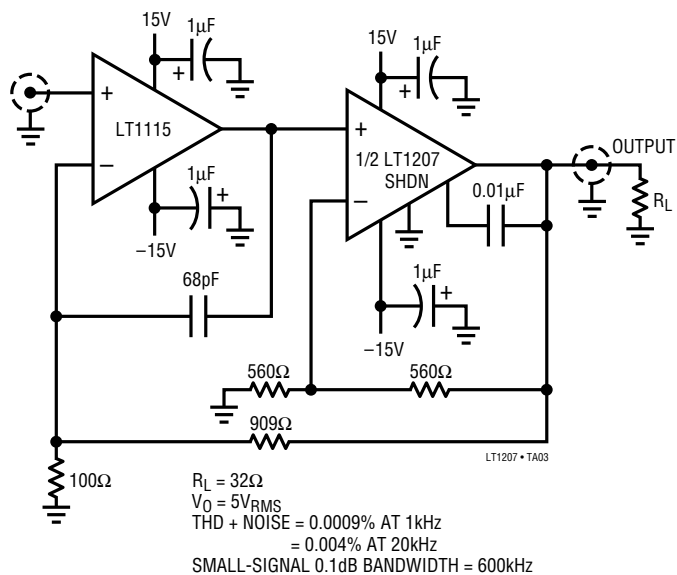 15V
1µF
+
+
LT1115
–
1µF
+
–15V
68pF
15V
1µF
+
+
1/2 LT1207
SHDN
–
0.01µF
OUTPUT
R_L
1µF
+
–15V
560Ω
560Ω
909Ω
100Ω
LT1207 • TA03
R_L = 32Ω
V_O = 5V_RMS
THD + NOISE = 0.0009% AT 1kHz
= 0.004% AT 20kHz
SMALL-SIGNAL 0.1dB BANDWIDTH = 600kHz